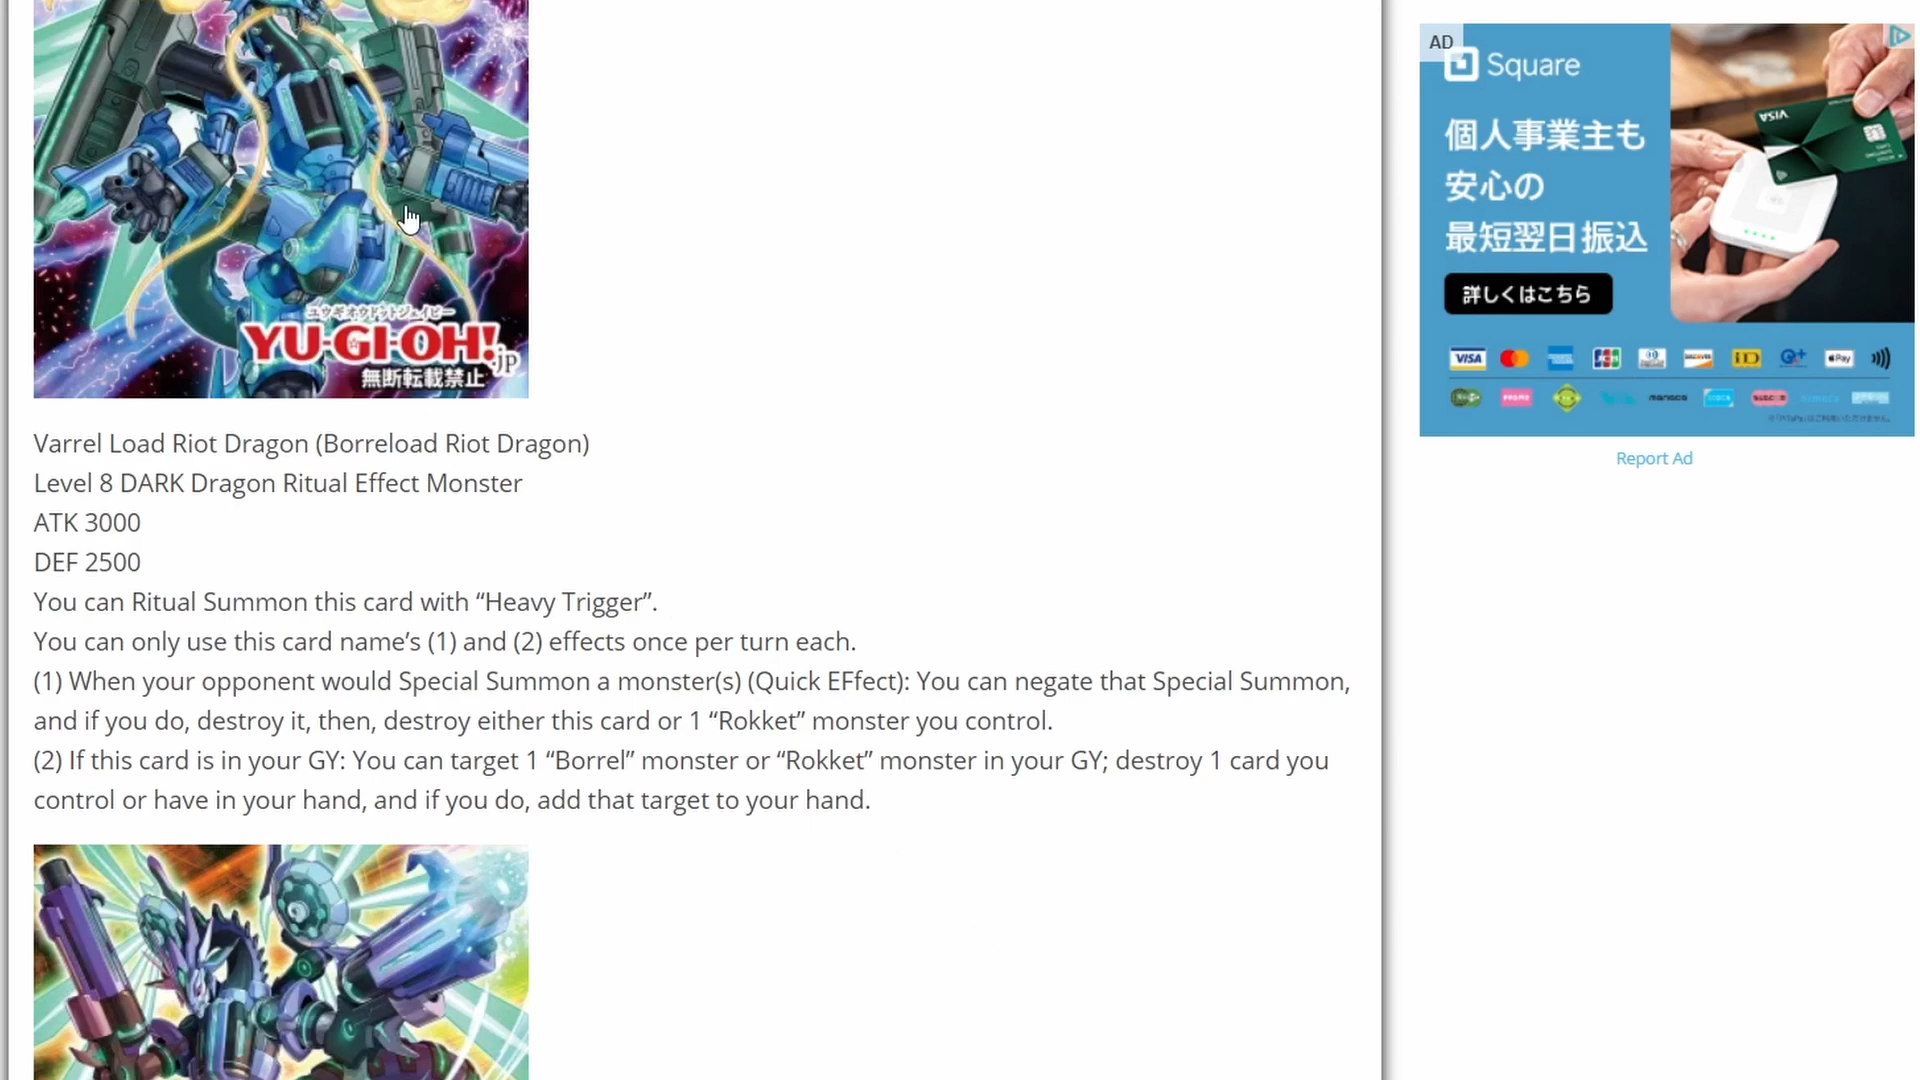 ユウギオウドットジェイピー
YU-GI-OH!.jp
無断転載禁止
Varrel Load Riot Dragon (Borreload Riot Dragon)
Level 8 DARK Dragon Ritual Effect Monster
ATK 3000
DEF 2500
You can Ritual Summon this card with “Heavy Trigger”.
You can only use this card name’s (1) and (2) effects once per turn each.
(1) When your opponent would Special Summon a monster(s) (Quick EFfect): You can negate that Special Summon,
and if you do, destroy it, then, destroy either this card or 1 “Rokket” monster you control.
(2) If this card is in your GY: You can target 1 “Borrel” monster or “Rokket” monster in your GY; destroy 1 card you
control or have in your hand, and if you do, add that target to your hand.
AD
Square
個人事業主も
安心の
最短翌日振込
詳しくはこちら
VISA
VISA
JCB
DISCOVER
iD
Pay
Report Ad